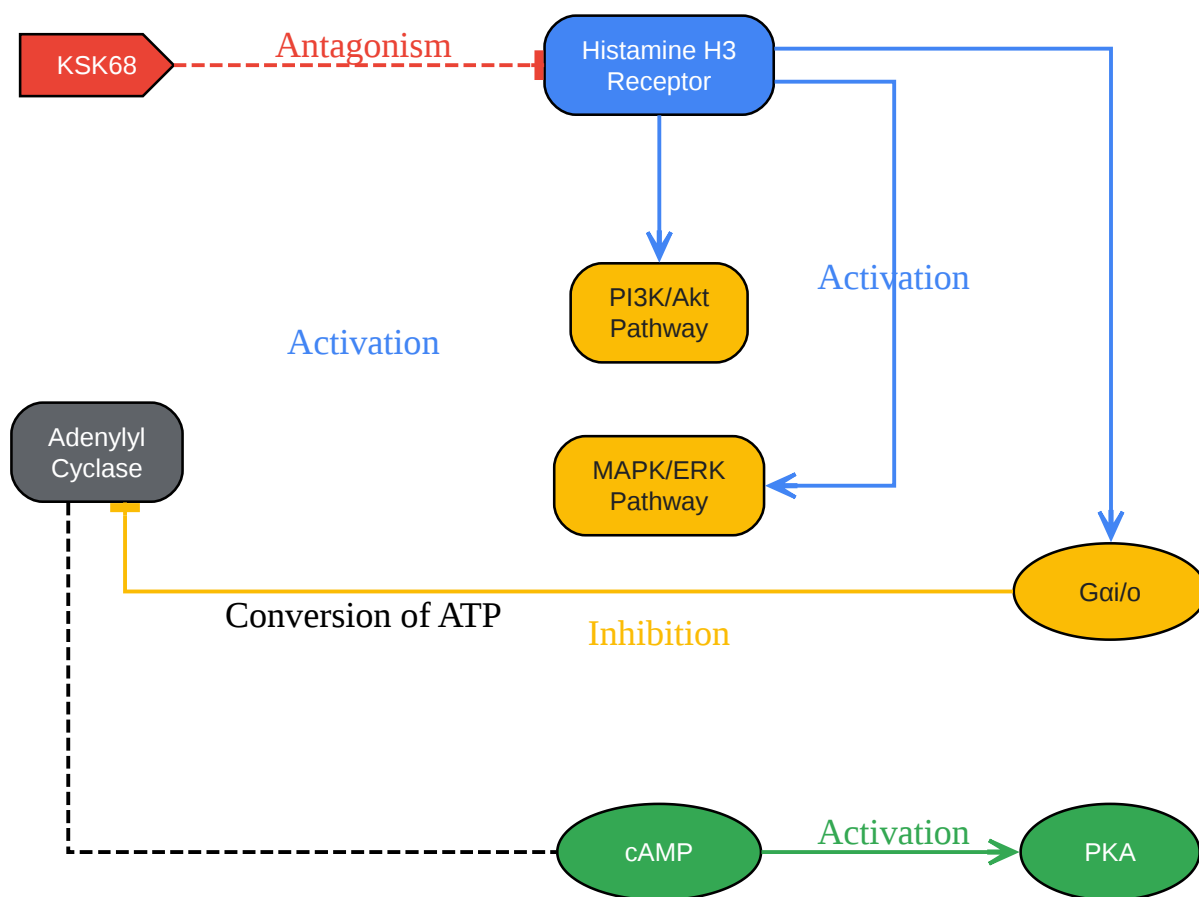 KSK68
Antagonism
Histamine H3
Receptor
PI3K/Akt
Pathway
Activation
Activation
Adenylyl
Cyclase
MAPK/ERK
Pathway
Gαi/o
Conversion of ATP
Inhibition
cAMP
Activation
PKA